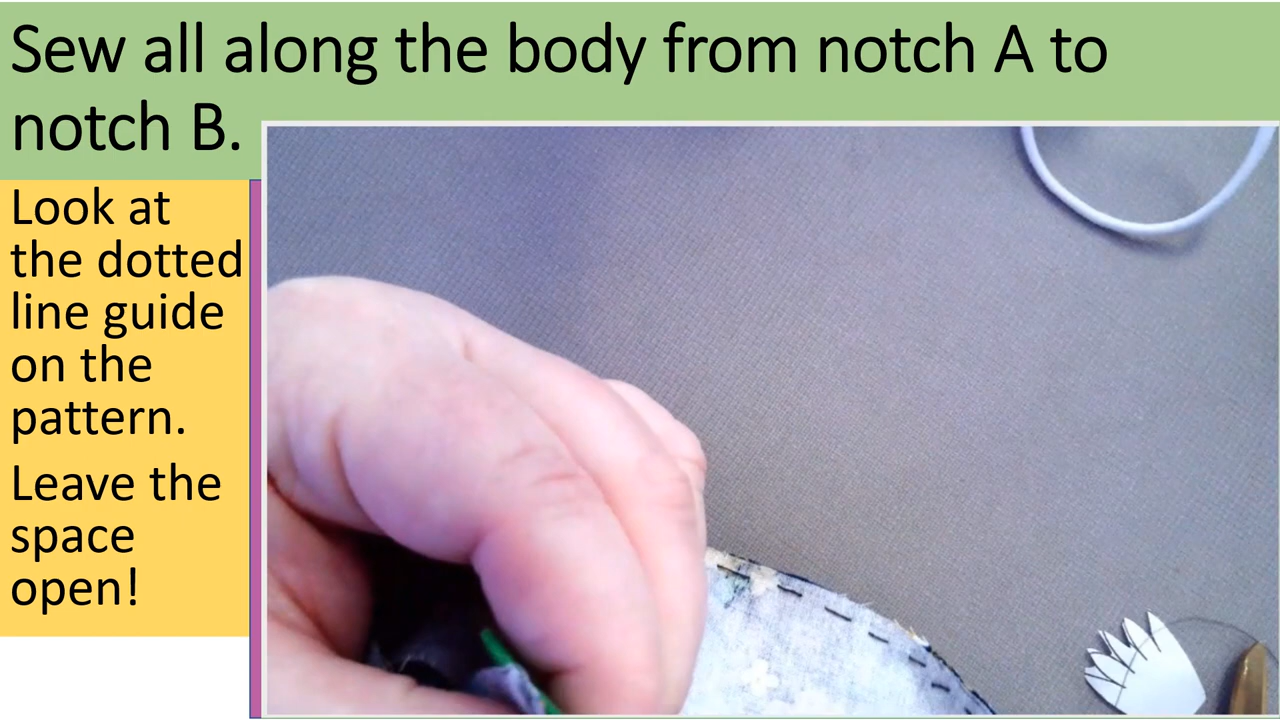 Sew all along the body from notch A to
notch B.
Look at
the dotted
line guide
on the
pattern.
Leave the
space
open!